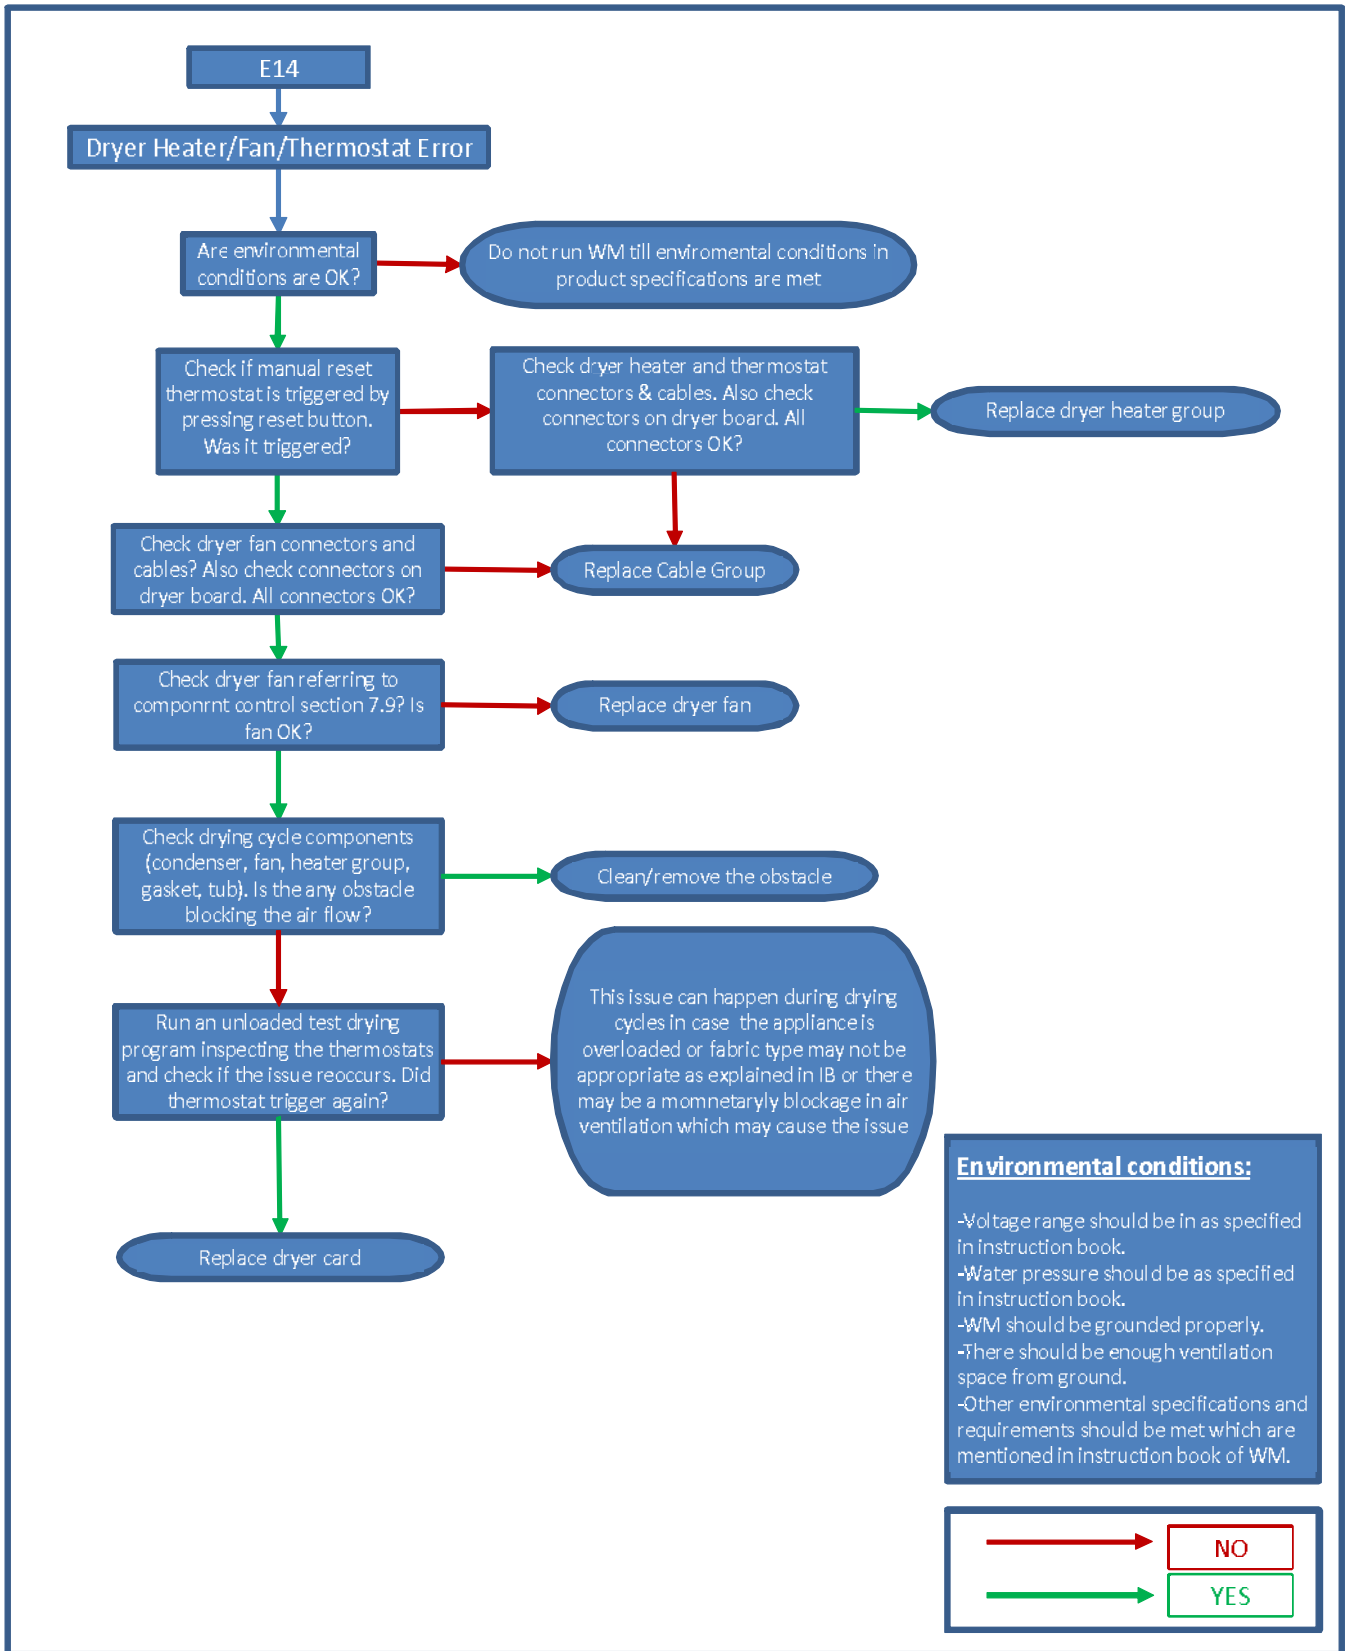 E14
Dryer Heater/Fan/Thermostat Error
Are environmental
conditions are OK?
Do not run WM till enviromental conditions in
product specifications are met
Check if manual reset
thermostat is triggered by
pressing reset button.
Was it triggered?
Check dryer heater and thermostat
connectors & cables. Also check
connectors on dryer board. All
connectors OK?
Replace dryer heater group
Check dryer fan connectors and
cables? Also check connectors on
dryer board. All connectors OK?
Replace Cable Group
Check dryer fan referring to
componrnt control section 7.9? Is
fan OK?
Replace dryer fan
Check drying cycle components
(condenser, fan, heater group,
gasket, tub). Is the any obstacle
blocking the air flow?
Clean/remove the obstacle
Run an unloaded test drying
program inspecting the thermostats
and check if the issue reoccurs. Did
thermostat trigger again?
This issue can happen during drying
cycles in case the appliance is
overloaded or fabric type may not be
appropriate as explained in IB or there
may be a momnetaryly blockage in air
ventilation which may cause the issue
Replace dryer card
Environmental conditions:
-Voltage range should be in as specified
in instruction book.
-Water pressure should be as specified
in instruction book.
-WM should be grounded properly.
-There should be enough ventilation
space from ground.
-Other environmental specifications and
requirements should be met which are
mentioned in instruction book of WM.
NO
YES